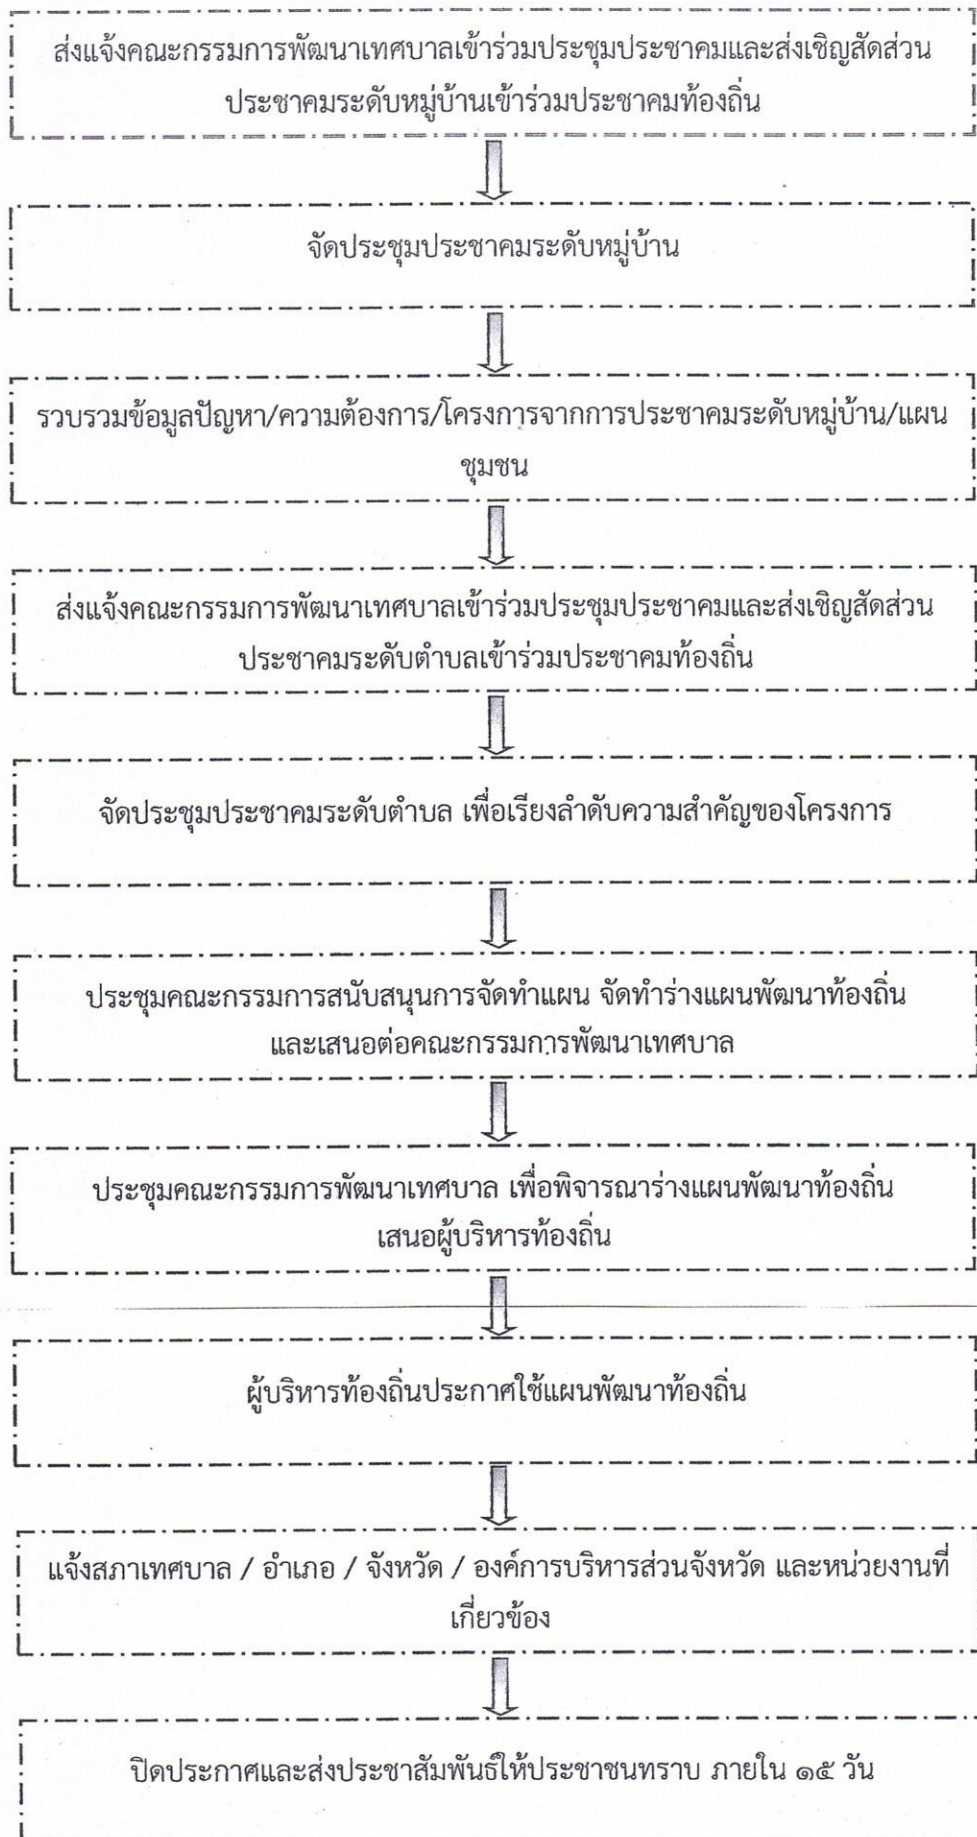 ส่งแจ้งคณะกรรมการพัฒนาเทศบาลเข้าร่วมประชุมประชาคมและส่งเชิญสัดส่วน
ประชาคมระดับหมู่บ้านเข้าร่วมประชาคมท้องถิ่น
จัดประชุมประชาคมระดับหมู่บ้าน
รวบรวมข้อมูลปัญหา/ความต้องการ/โครงการจากการประชาคมระดับหมู่บ้าน/แผน
ชุมชน
ส่งแจ้งคณะกรรมการพัฒนาเทศบาลเข้าร่วมประชุมประชาคมและส่งเชิญสัดส่วน
ประชาคมระดับตำบลเข้าร่วมประชาคมท้องถิ่น
จัดประชุมประชาคมระดับตำบล เพื่อเรียงลำดับความสำคัญของโครงการ
ประชุมคณะกรรมการสนับสนุนการจัดทำแผน จัดทำร่างแผนพัฒนาท้องถิ่น
และเสนอต่อคณะกรรมการพัฒนาเทศบาล
ประชุมคณะกรรมการพัฒนาเทศบาล เพื่อพิจารณาร่างแผนพัฒนาท้องถิ่น
เสนอผู้บริหารท้องถิ่น
ผู้บริหารท้องถิ่นประกาศใช้แผนพัฒนาท้องถิ่น
แจ้งสภาเทศบาล / อำเภอ / จังหวัด / องค์การบริหารส่วนจังหวัด และหน่วยงานที่
เกี่ยวข้อง
ปิดประกาศและส่งประชาสัมพันธ์ให้ประชาชนทราบ ภายใน ๑๕ วัน